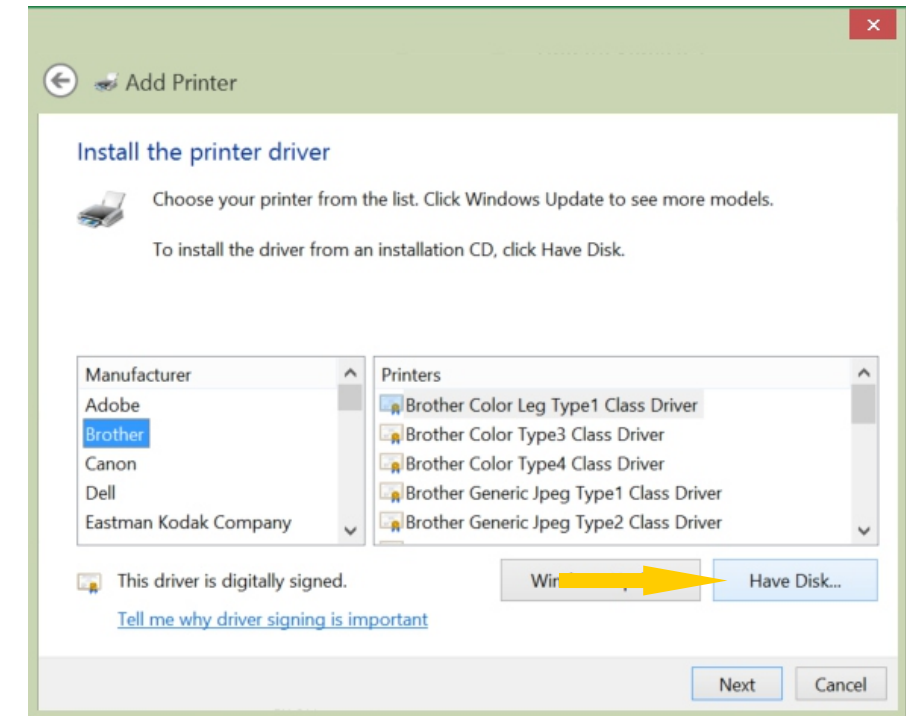 Add Printer
Install the printer driver
Choose your printer from the list. Click Windows Update to see more models.
To install the driver from an installation CD, click Have Disk.
Manufacturer
Adobe
Brother
Canon
Dell
Eastman Kodak Company
Printers
Brother Color Leg Type1 Class Driver
Brother Color Type3 Class Driver
Brother Color Type4 Class Driver
Brother Generic Jpeg Type1 Class Driver
Brother Generic Jpeg Type2 Class Driver
This driver is digitally signed.
Have Disk...
Tell me why driver signing is important
Next
Cancel